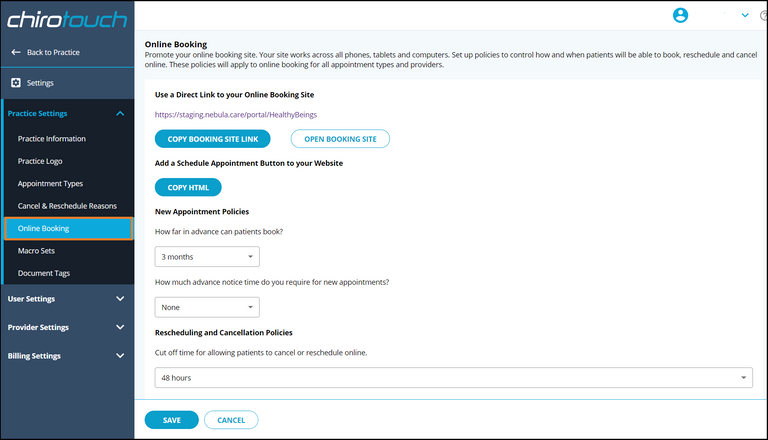 chirotouch
Back to Practice
Settings
Practice Settings
Practice Information
Practice Logo
Appointment Types
Cancel & Reschedule Reasons
Online Booking
Macro Sets
Document Tags
User Settings
Provider Settings
Billing Settings
Online Booking
Promote your online booking site. Your site works across all phones, tablets and computers. Set up policies to control how and when patients will be able to book, reschedule and cancel
online. These policies will apply to online booking for all appointment types and providers.
Use a Direct Link to your Online Booking Site
https://staging.nebula.care/portal/HealthyBeings
COPY BOOKING SITE LINK
OPEN BOOKING SITE
Add a Schedule Appointment Button to your Website
COPY HTML
New Appointment Policies
How far in advance can patients book?
3 months
How much advance notice time do you require for new appointments?
None
Rescheduling and Cancellation Policies
Cut off time for allowing patients to cancel or reschedule online.
48 hours
SAVE
CANCEL